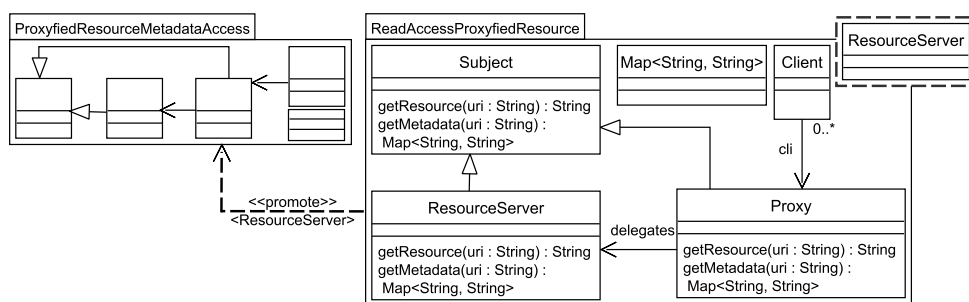 ProxyfiedResourceMetadataAccess
ReadAccessProxyfiedResource
ResourceServer
Subject
getResource(uri : String) : String
getMetadata(uri : String) :
Map<String, String>
Map<String, String>
Client
0..*
cli
<<promote>>
<ResourceServer>
ResourceServer
getResource(uri : String) : String
getMetadata(uri : String) :
Map<String, String>
delegates
Proxy
getResource(uri : String) : String
getMetadata(uri : String) :
Map<String, String>